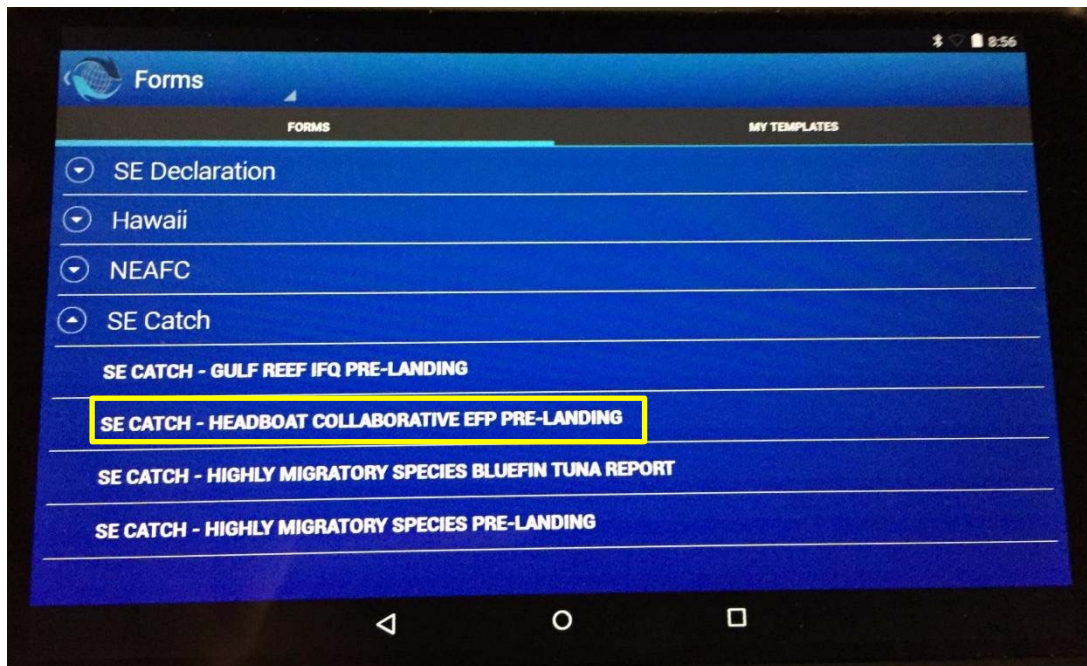 8:56
Forms
FORMS MY TEMPLATES
SE Declaration
Hawaii
NEAFC
SE Catch
SE CATCH - GULF REEF IFQ PRE-LANDING
SE CATCH - HEADBOAT COLLABORATIVE EFP PRE-LANDING
SE CATCH - HIGHLY MIGRATORY SPECIES BLUEFIN TUNA REPORT
SE CATCH - HIGHLY MIGRATORY SPECIES PRE-LANDING